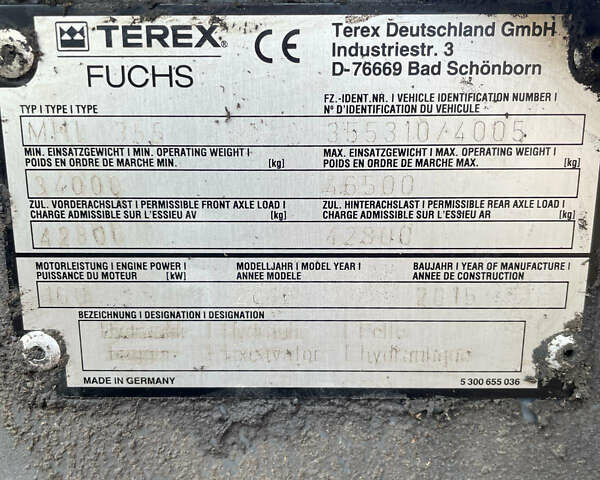 TEREX®
FUCHS
CE
Terex Deutschland GmbH
Industriestr. 3
D-76669 Bad Schönborn
TYP | TYPE | TYPE
FZ.-IDENT.NR. | VEHICLE IDENTIFICATION NUMBER |
N° D'IDENTIFICATION DU VEHICULE
355310/4005
MIN. EINSATZGEWICHT | MIN. OPERATING WEIGHT |
POIDS EN ORDRE DE MARCHE MIN. [kg]
MAX. EINSATZGEWICHT | MAX. OPERATING WEIGHT |
POIDS EN ORDRE DE MARCHE MAX. [kg]
34000
46500
ZUL. VORDERACHSLAST | PERMISSIBLE FRONT AXLE LOAD |
CHARGE ADMISSIBLE SUR L'ESSIEU AV [kg]
ZUL. HINTERACHSLAST | PERMISSIBLE REAR AXLE LOAD |
CHARGE ADMISSIBLE SUR L'ESSIEU AR [kg]
42800
42800
MOTORLEISTUNG | ENGINE POWER |
PUISSANCE DU MOTEUR [kW]
MODELLJAHR | MODEL YEAR |
ANNEE MODELE
BAUJAHR | YEAR OF MANUFACTURE |
ANNEE DE CONSTRUCTION
2015
BEZEICHNUNG | DESIGNATION | DESIGNATION
MADE IN GERMANY
5 300 655 036